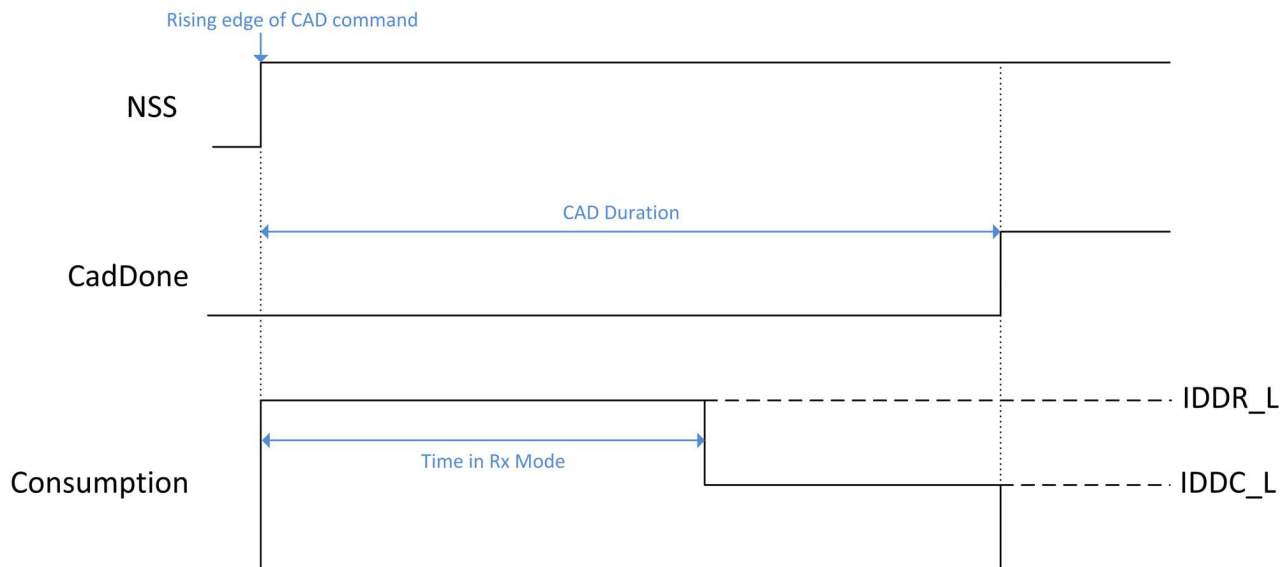 Rising edge of CAD command
NSS
CAD Duration
CadDone
IDDR_L
Time in Rx Mode
Consumption
IDDC_L